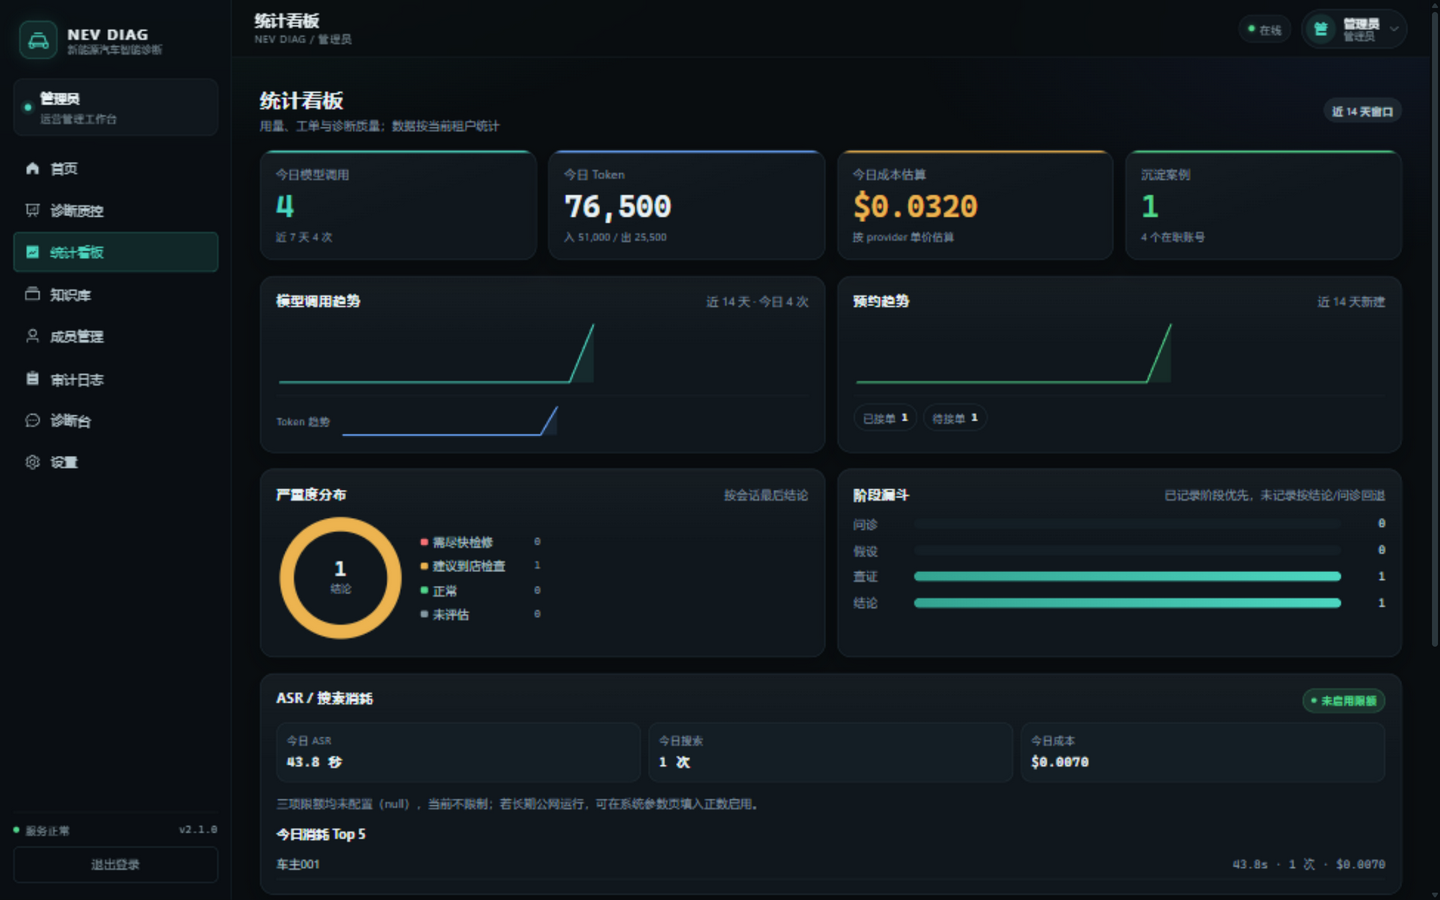 NEV DIAG
新能源汽车智能诊断
管理员
运营管理工作台
首页
诊断质控
统计看板
知识库
成员管理
审计日志
诊断台
设置
服务正常
v2.1.0
退出登录
统计看板
NEV DIAG / 管理员
在线
管
管理员
管理员
统计看板
用量、工单与诊断质量；数据按当前租户统计
近 14 天窗口
今日模型调用
4
近 7 天 4 次
今日 Token
76,500
入 51,000 / 出 25,500
今日成本估算
$0.0320
按 provider 单价估算
沉淀案例
1
4 个在职账号
模型调用趋势
近 14 天 · 今日 4 次
Token 趋势
预约趋势
近 14 天新建
已接单 1
待接单 1
严重度分布
按会话最后结论
1
结论
需尽快检修 0
建议到店检查 1
正常 0
未评估 0
阶段漏斗
已记录阶段优先，未记录按结论/问诊回退
问诊 0
假设 0
查证 1
结论 1
ASR / 搜索消耗
未启用限额
今日 ASR
43.8 秒
今日搜索
1 次
今日成本
$0.0070
三项限额均未配置（null），当前不限制；若长期公网运行，可在系统参数页填入正数启用。
今日消耗 Top 5
车主001
43.8s · 1 次 · $0.0070